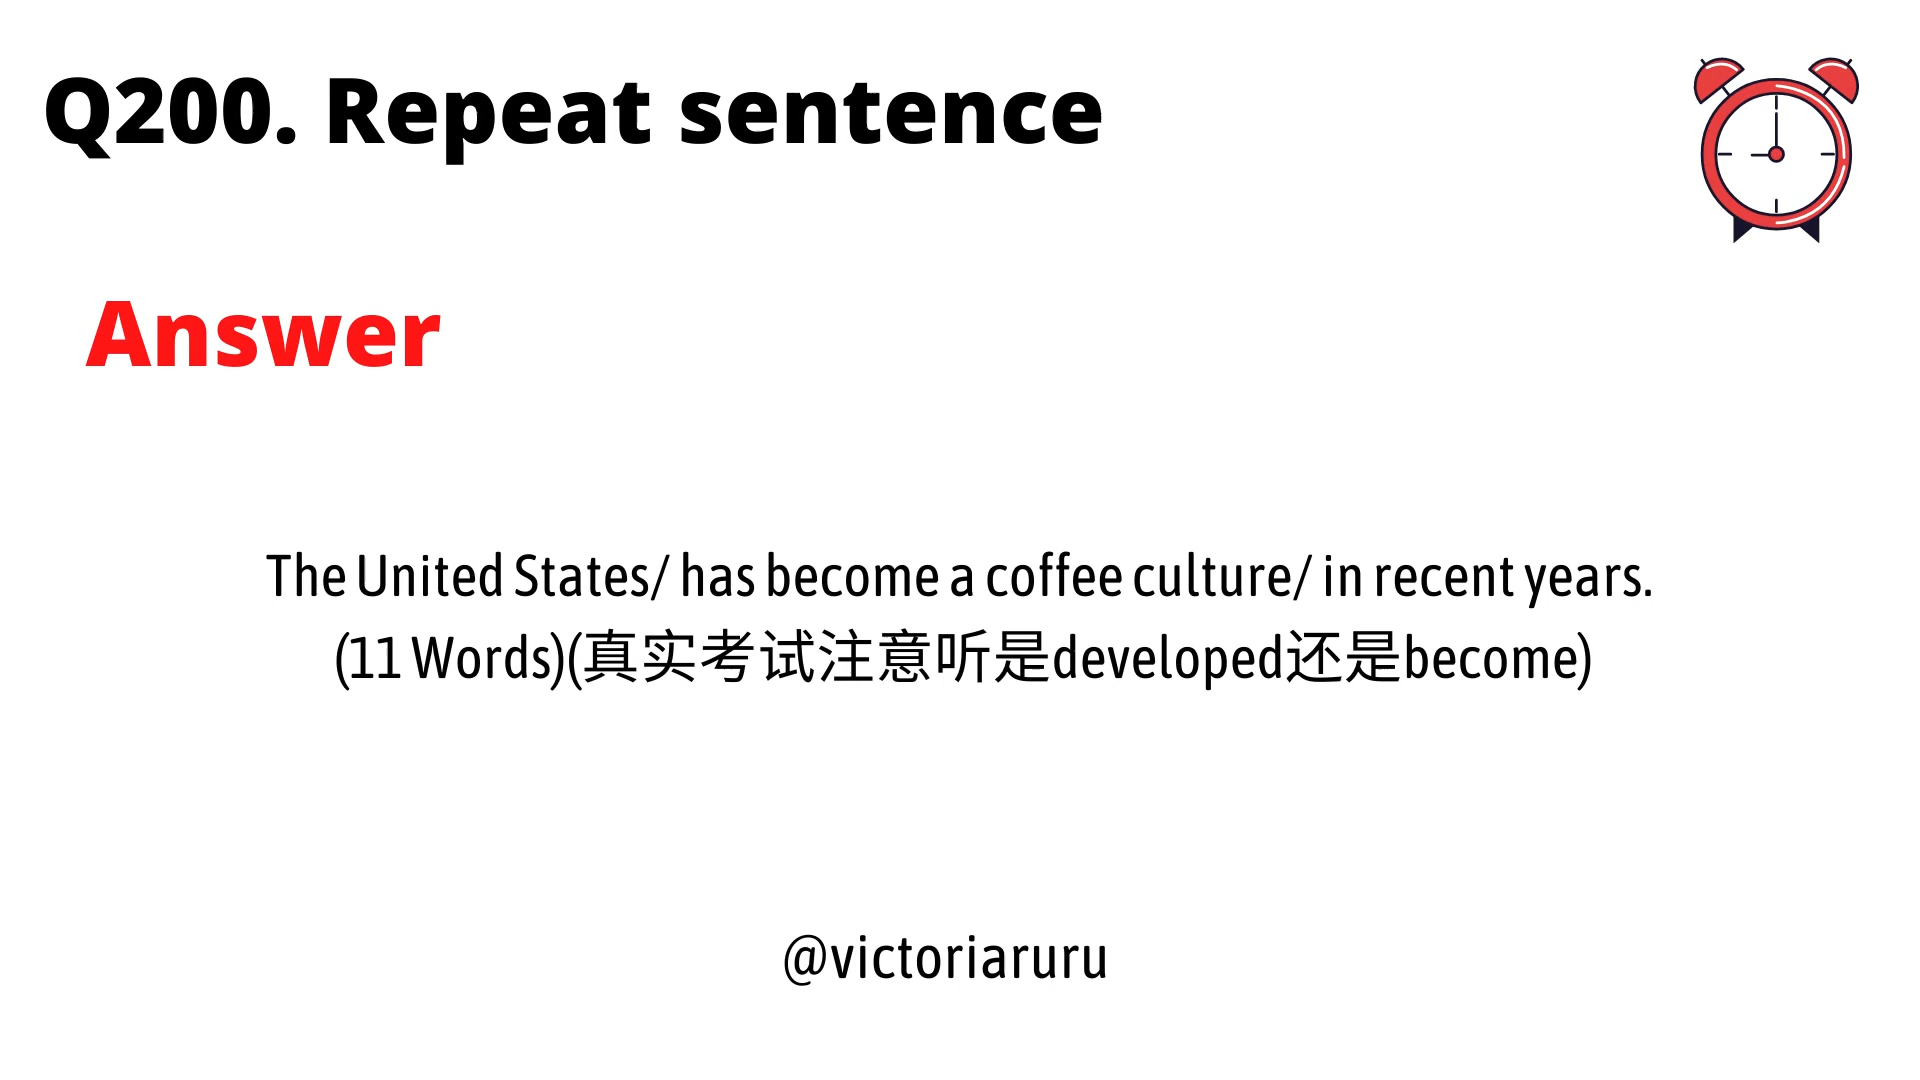 Q200. Repeat sentence
Answer
The United States/ has become a coffee culture/ in recent years.
(11 Words)(真实考试注意听是developed还是become)
@victoriaruru